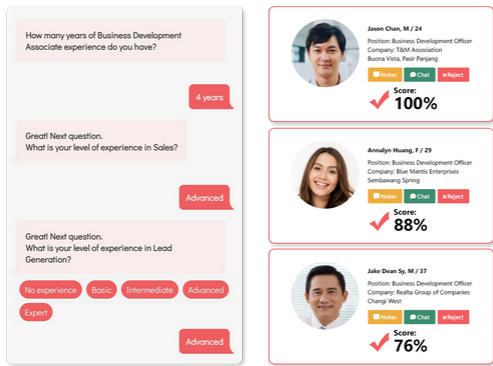 How many years of Business Development
Associate experience do you have?
4 years
Great! Next question.
What is your level of experience in Sales?
Advanced
Great! Next question.
What is your level of experience in Lead
Generation?
No experience
Basic
Intermediate
Advanced
Expert
Advanced
Jason Chan, M / 24
Position: Business Development Officer
Company: T&M Association
Buona Vista, Pasir Panjang
Notes
Chat
Reject
Score:
100%
Annalyn Huang, F / 29
Position: Business Development Officer
Company: Blue Mantis Enterprises
Sembawang Spring
Notes
Chat
Reject
Score:
88%
Jake Dean Sy, M / 37
Position: Business Development Officer
Company: Realta Group of Companies
Changi West
Notes
Chat
Reject
Score:
76%